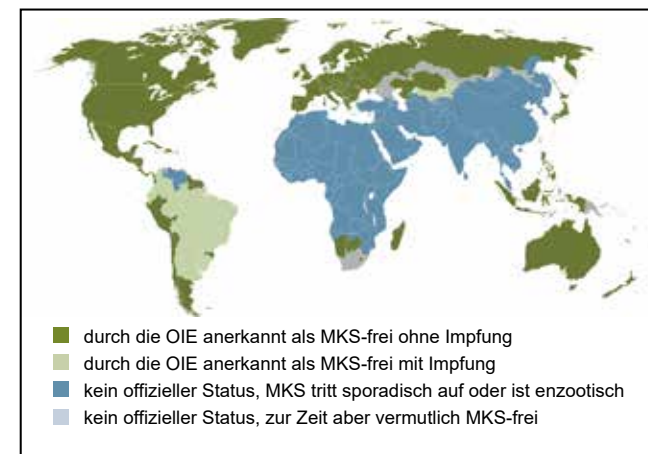 durch die OIE anerkannt als MKS-frei ohne Impfung
durch die OIE anerkannt als MKS-frei mit Impfung
kein offizieller Status, MKS tritt sporadisch auf oder ist enzootisch
kein offizieller Status, zur Zeit aber vermutlich MKS-frei